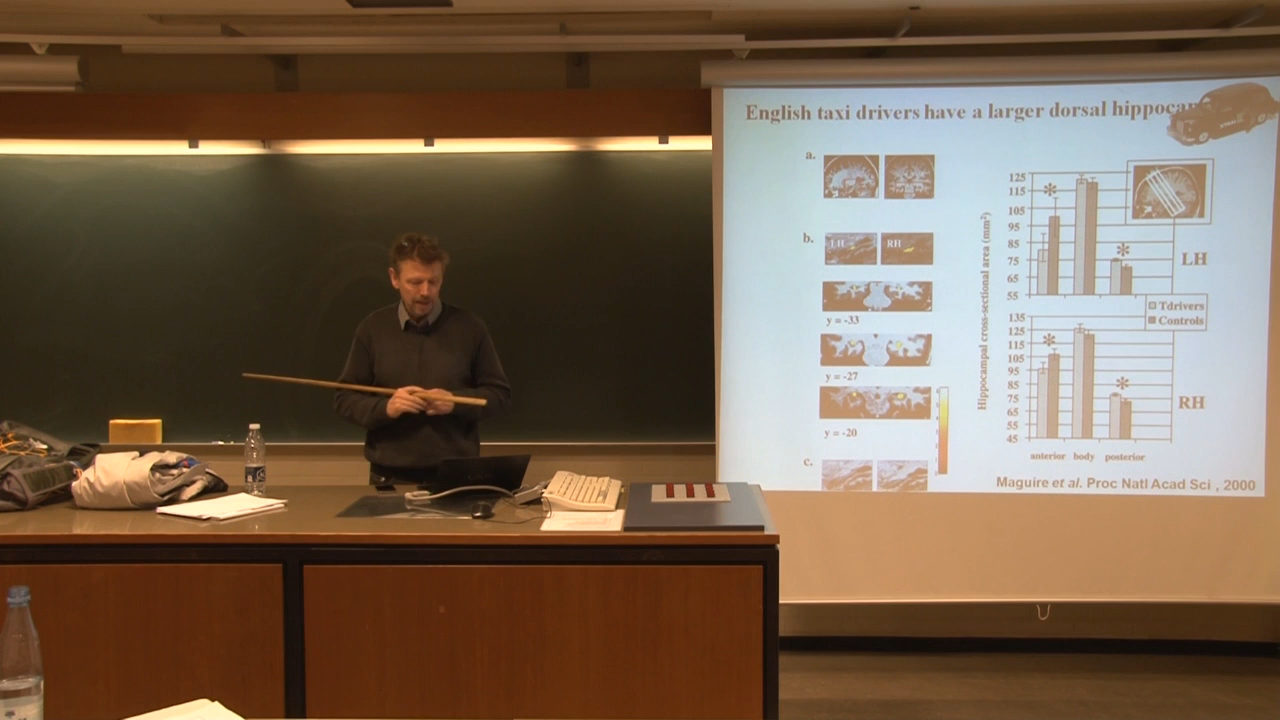 English taxi drivers have a larger dorsal hippocam
a.
b.
LH
RH
y = -33
y = -27
y = -20
c.
Hippocampal cross-sectional area (mm²)
125
115
105
95
85
75
65
55
*
*
LH
Tdrivers
Controls
135
125
115
105
95
85
75
65
55
45
*
*
RH
anterior body posterior
Maguire et al. Proc Natl Acad Sci , 2000